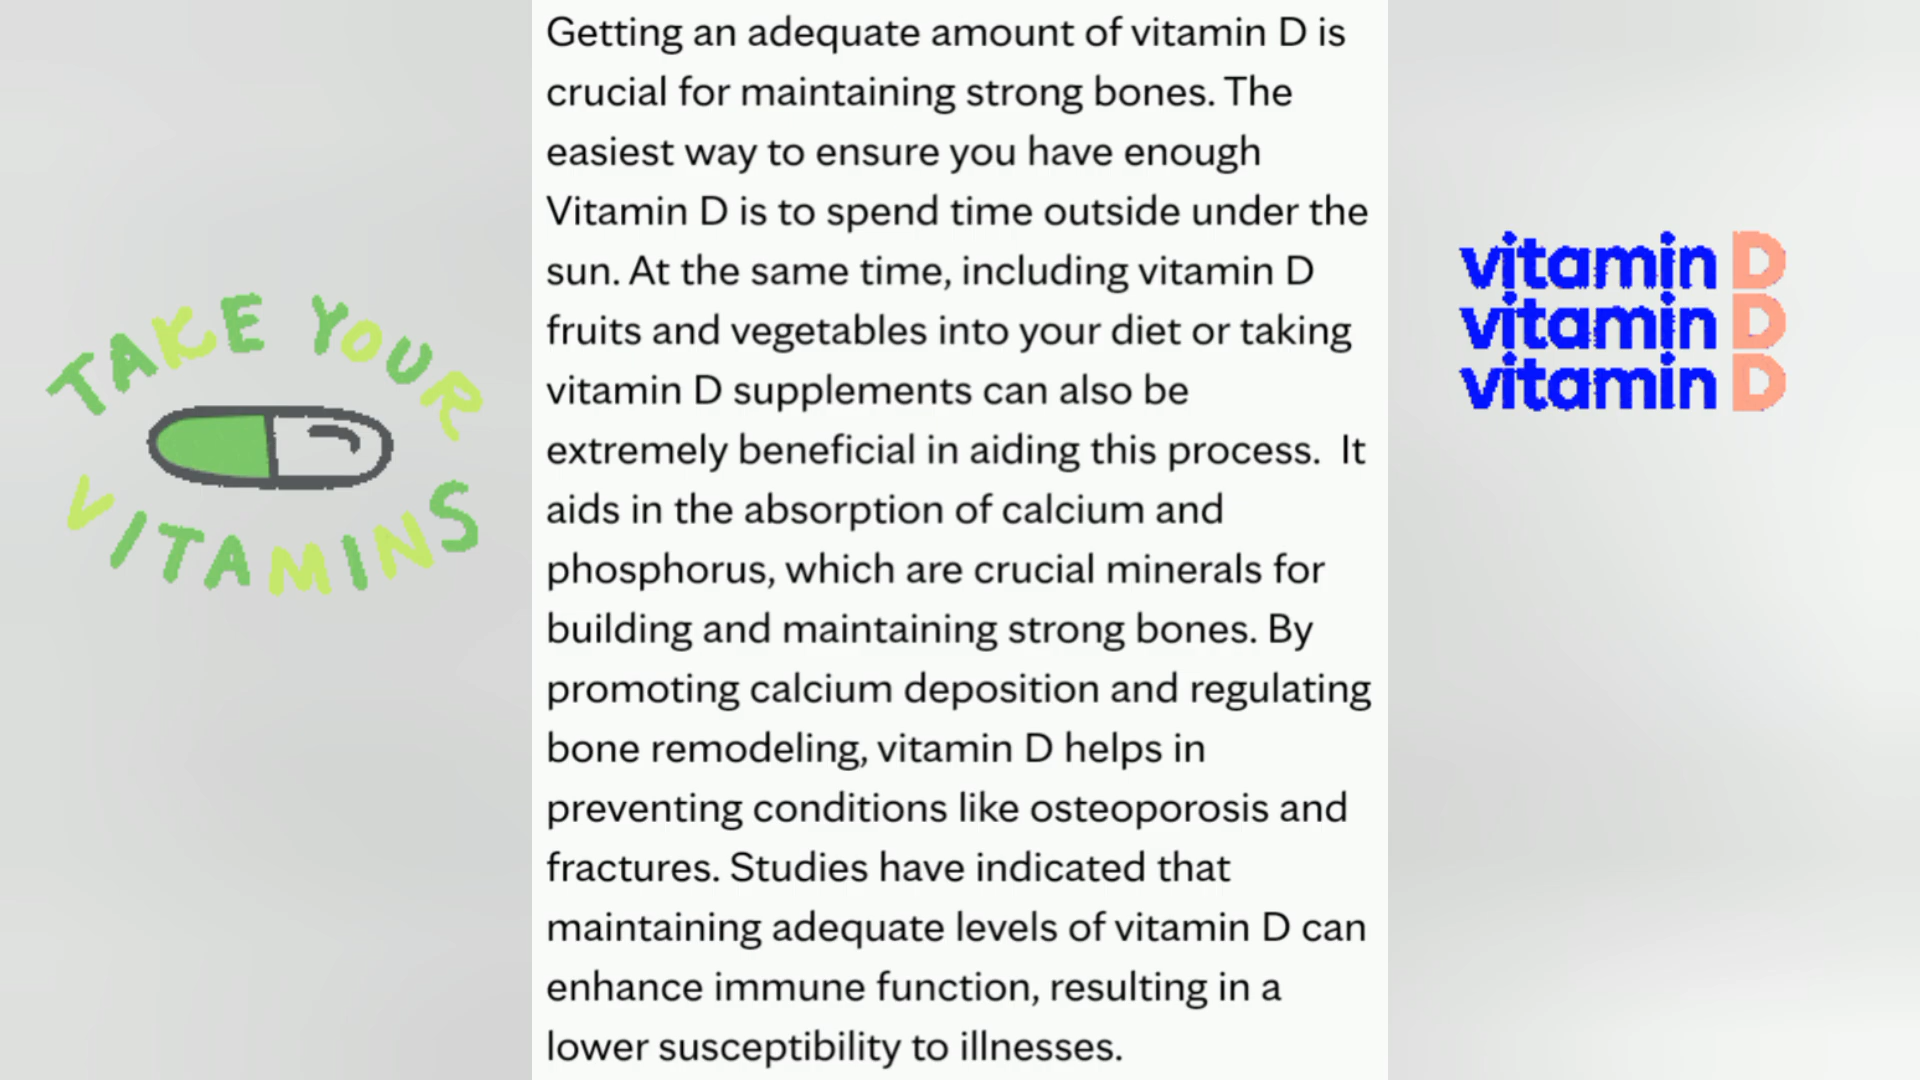 TAKE YOUR
VITAMINS
Getting an adequate amount of vitamin D is
crucial for maintaining strong bones. The
easiest way to ensure you have enough
Vitamin D is to spend time outside under the
sun. At the same time, including vitamin D
fruits and vegetables into your diet or taking
vitamin D supplements can also be
extremely beneficial in aiding this process.  It
aids in the absorption of calcium and
phosphorus, which are crucial minerals for
building and maintaining strong bones. By
promoting calcium deposition and regulating
bone remodeling, vitamin D helps in
preventing conditions like osteoporosis and
fractures. Studies have indicated that
maintaining adequate levels of vitamin D can
enhance immune function, resulting in a
lower susceptibility to illnesses.
vitamin D
vitamin D
vitamin D